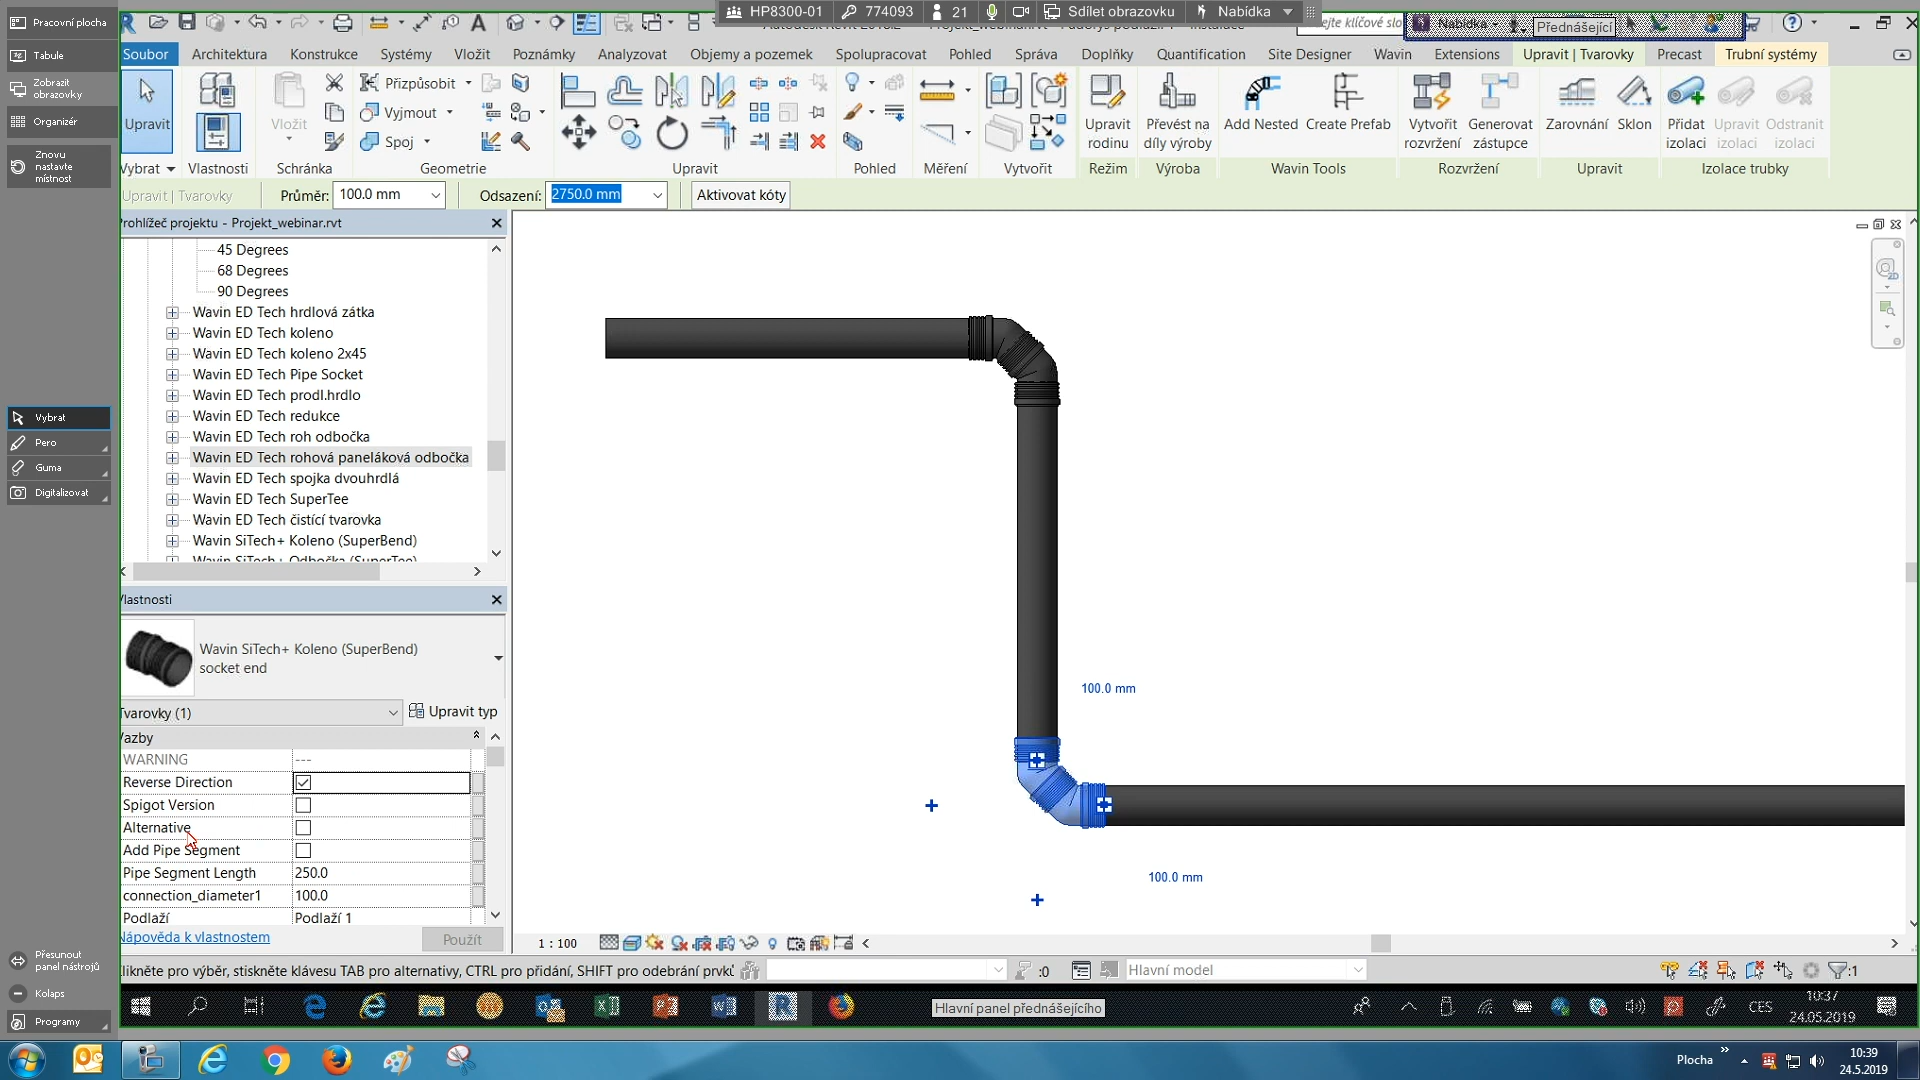 Pracovní plocha
Tabule
Zobrazit
obrazovky
Organizér
Znovu
nastavte
místnost
Vybrat
Pero
Guma
Digitalizovat
Přesunout
panel nástrojů
Kolaps
Programy
HP8300-01
774093
21
Sdílet obrazovku
Nabídka
Nabídka
Přednášející
Soubor
Architektura
Konstrukce
Systémy
Vložit
Poznámky
Analyzovat
Objemy a pozemek
Spolupracovat
Pohled
Správa
Doplňky
Quantification
Site Designer
Wavin
Extensions
Upravit | Tvarovky
Precast
Trubní systémy
Upravit
Vložit
Přizpůsobit
Vyjmout
Spoj
Upravit
rodinu
Převést na
díly výroby
Add Nested
Create Prefab
Vytvořit
rozvržení
Generovat
zástupce
Zarovnání
Sklon
Přidat
izolaci
Upravit
izolaci
Odstranit
izolaci
Vybrat
Vlastnosti
Schránka
Geometrie
Upravit
Pohled
Měření
Vytvořit
Režim
Výroba
Wavin Tools
Rozvržení
Upravit
Izolace trubky
Upravit | Tvarovky
Průměr:
100.0 mm
Odsazení:
2750.0 mm
Aktivovat kóty
Prohlížeč projektu - Projekt_webinar.rvt
45 Degrees
68 Degrees
90 Degrees
Wavin ED Tech hrdlová zátka
Wavin ED Tech koleno
Wavin ED Tech koleno 2x45
Wavin ED Tech Pipe Socket
Wavin ED Tech prodl.hrdlo
Wavin ED Tech redukce
Wavin ED Tech roh odbočka
Wavin ED Tech rohová paneláková odbočka
Wavin ED Tech spojka dvouhrdlá
Wavin ED Tech SuperTee
Wavin ED Tech čistící tvarovka
Wavin SiTech+ Koleno (SuperBend)
Wavin SiTech+ Odbočka (SuperTee)
Vlastnosti
Wavin SiTech+ Koleno (SuperBend)
socket end
Tvarovky (1)
Upravit typ
Vazby
WARNING
---
Reverse Direction
Spigot Version
Alternative
Add Pipe Segment
Pipe Segment Length
250.0
connection_diameter1
100.0
Podlaží
Podlaží 1
Nápověda k vlastnostem
Použít
100.0 mm
100.0 mm
1 : 100
Klikněte pro výběr, stiskněte klávesu TAB pro alternativy, CTRL pro přidání, SHIFT pro odebrání prvků
:0
Hlavní model
:1
Hlavní panel přednášejícího
CES
10:37
24.05.2019
Plocha
10:39
24.5.2019